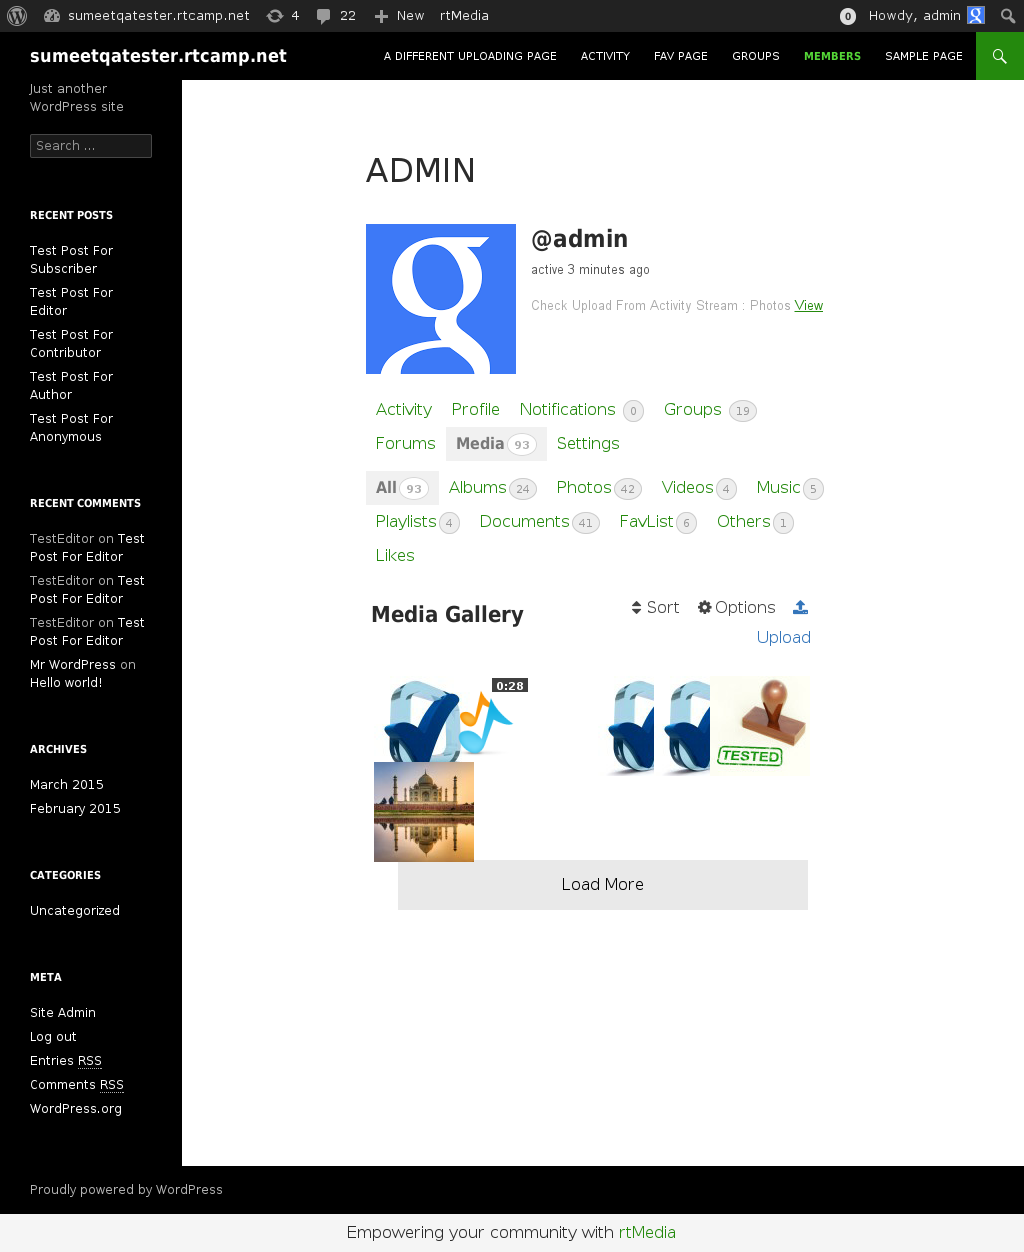 sumeetqatester.rtcamp.net 4 22 New rtMedia 0 Howdy, admin
sumeetqatester.rtcamp.net A DIFFERENT UPLOADING PAGE ACTIVITY FAV PAGE GROUPS MEMBERS SAMPLE PAGE
Just another
WordPress site
Search ...
RECENT POSTS
Test Post For
Subscriber
Test Post For
Editor
Test Post For
Contributor
Test Post For
Author
Test Post For
Anonymous
RECENT COMMENTS
TestEditor on Test
Post For Editor
TestEditor on Test
Post For Editor
TestEditor on Test
Post For Editor
Mr WordPress on
Hello world!
ARCHIVES
March 2015
February 2015
CATEGORIES
Uncategorized
META
Site Admin
Log out
Entries RSS
Comments RSS
WordPress.org
ADMIN
g
@admin
active 3 minutes ago
Check Upload From Activity Stream : Photos View
Activity Profile Notifications 0 Groups 19
Forums Media 93 Settings
All 93 Albums 24 Photos 42 Videos 4 Music 5
Playlists 4 Documents 41 FavList 6 Others 1
Likes
Media Gallery
Sort Options
Upload
0:28
TESTED
Load More
Proudly powered by WordPress
Empowering your community with rtMedia